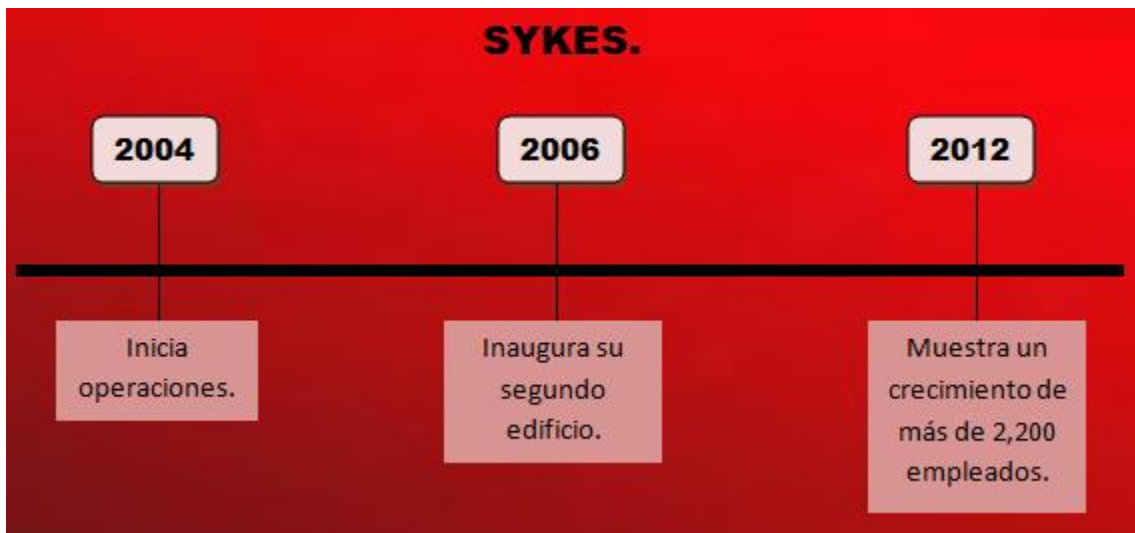 SYKES.
2004
2006
2012
Inicia
operaciones.
Inaugura su
segundo
edificio.
Muestra un
crecimiento de
más de 2,200
empleados.